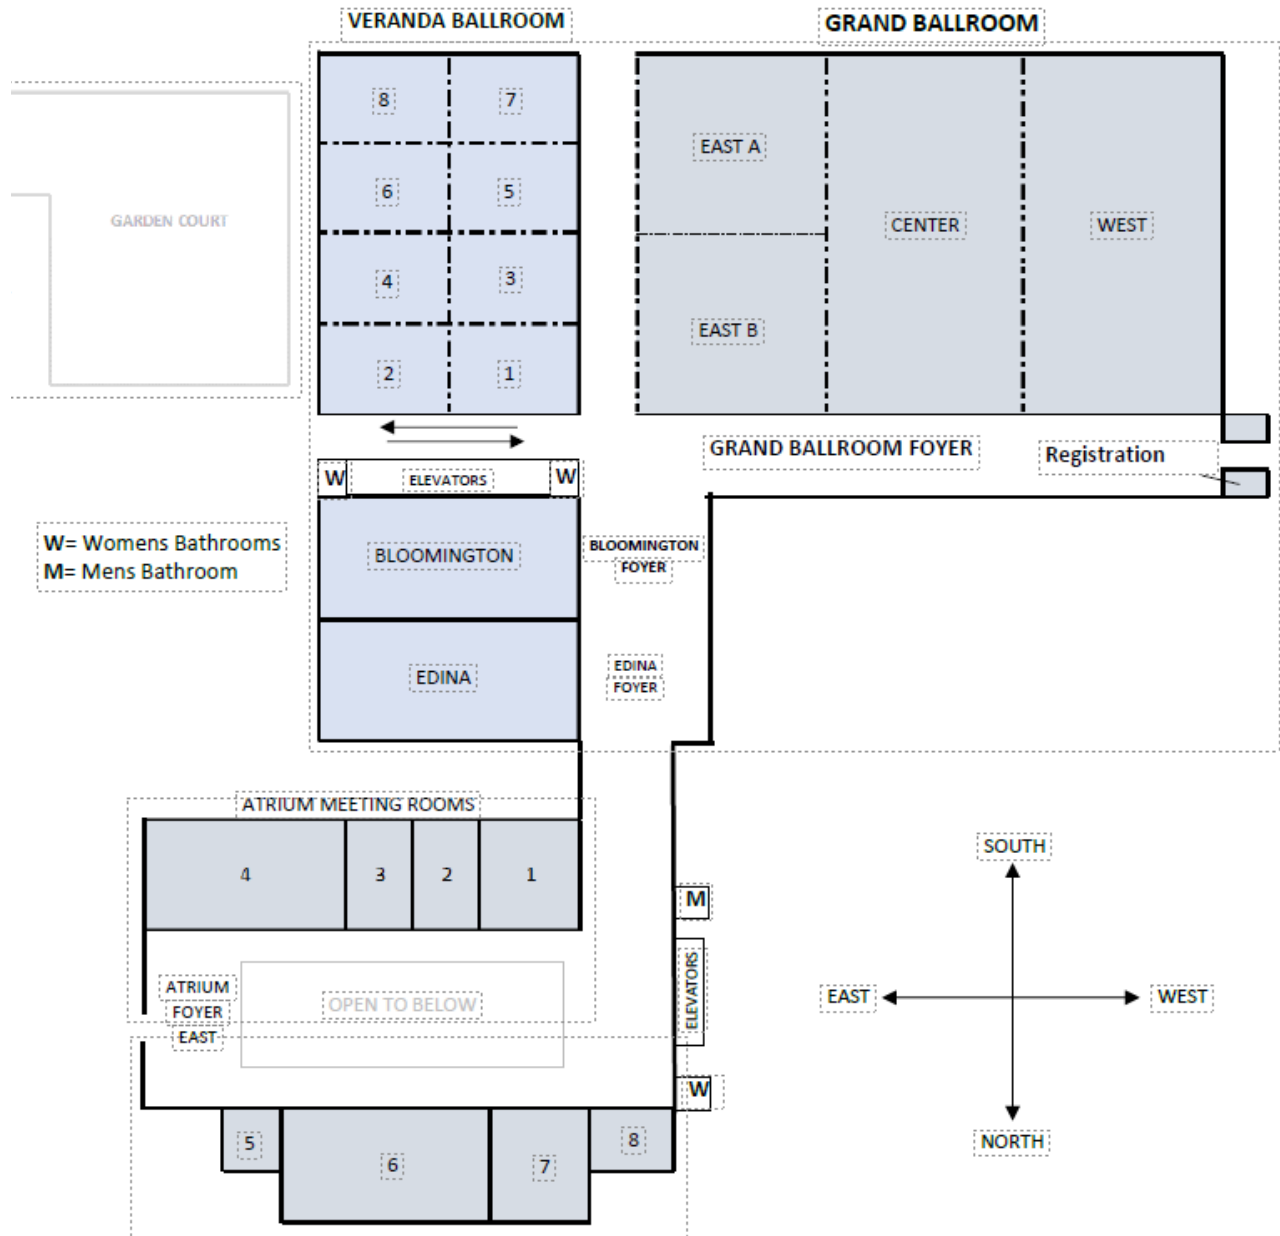 VERANDA BALLROOM
GRAND BALLROOM
8
7
EAST A
6
5
GARDEN COURT
CENTER
WEST
4
3
EAST B
2
1
GRAND BALLROOM FOYER
Registration
W
ELEVATORS
W
W= Womens Bathrooms
M= Mens Bathroom
BLOOMINGTON
BLOOMINGTON
FOYER
EDINA
EDINA
FOYER
ATRIUM MEETING ROOMS
4
3
2
1
M
ELEVATORS
W
ATRIUM
FOYER
EAST
OPEN TO BELOW
5
6
7
8
SOUTH
EAST
WEST
NORTH